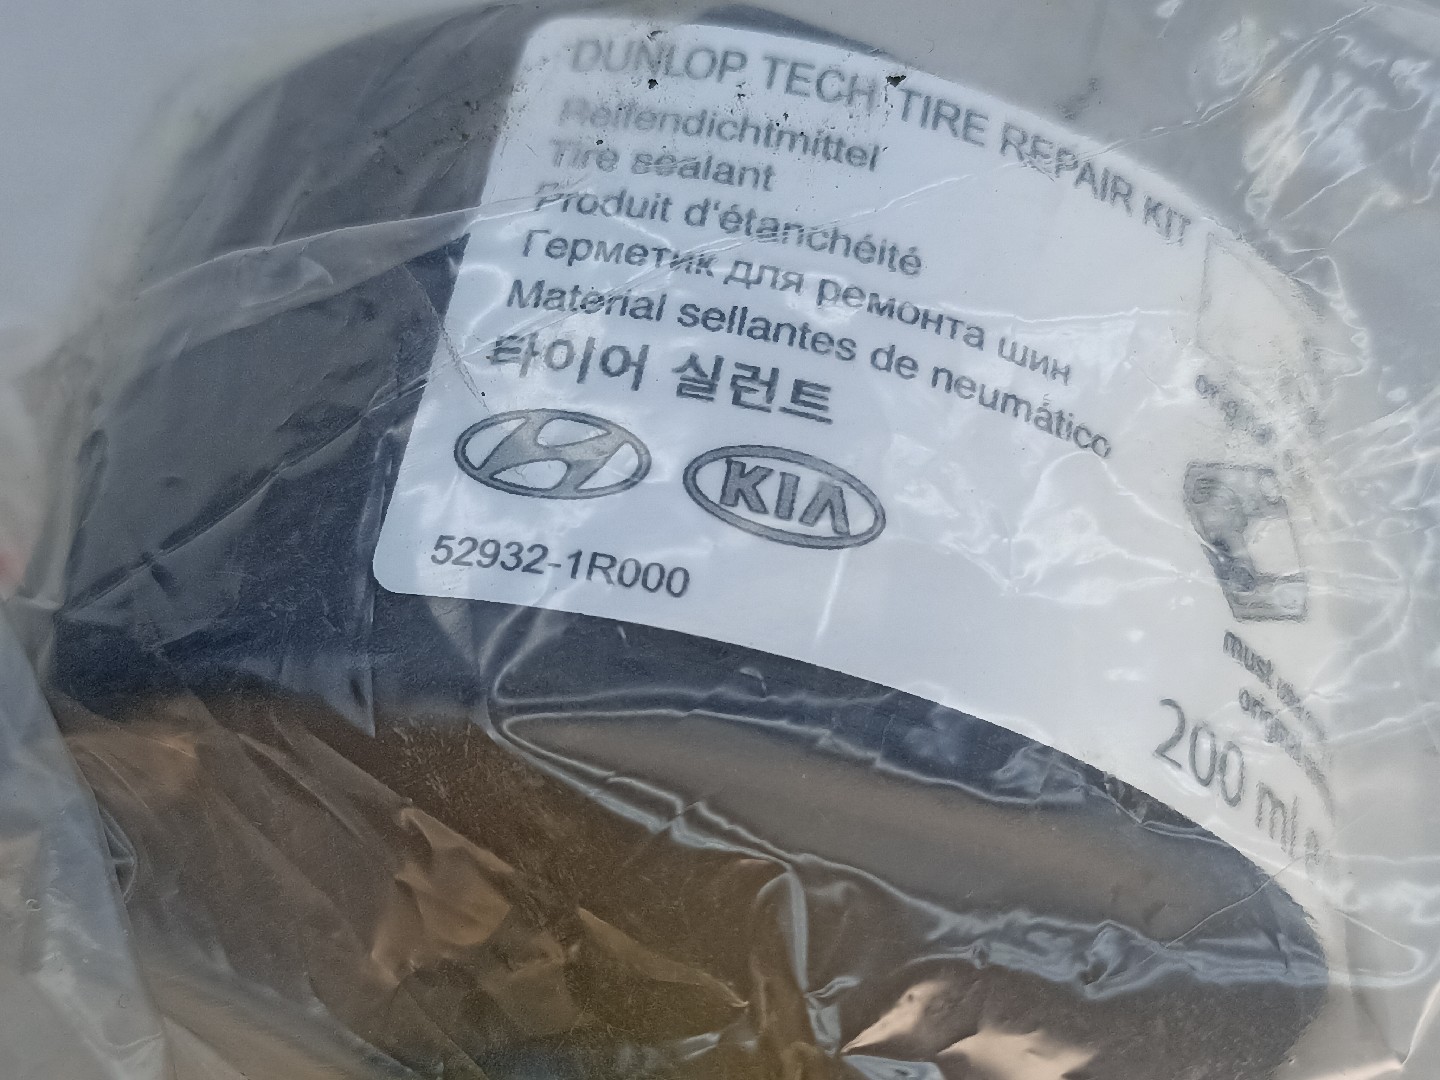 DUNLOP TECH TIRE REPAIR KIT
Reifendichtmittel
Tire sealant
Produit d'étanchéité
Герметик для ремонта шин
Material sellantes de neumático
타이어 실런트
KIA
52932-1R000
must
200 ml